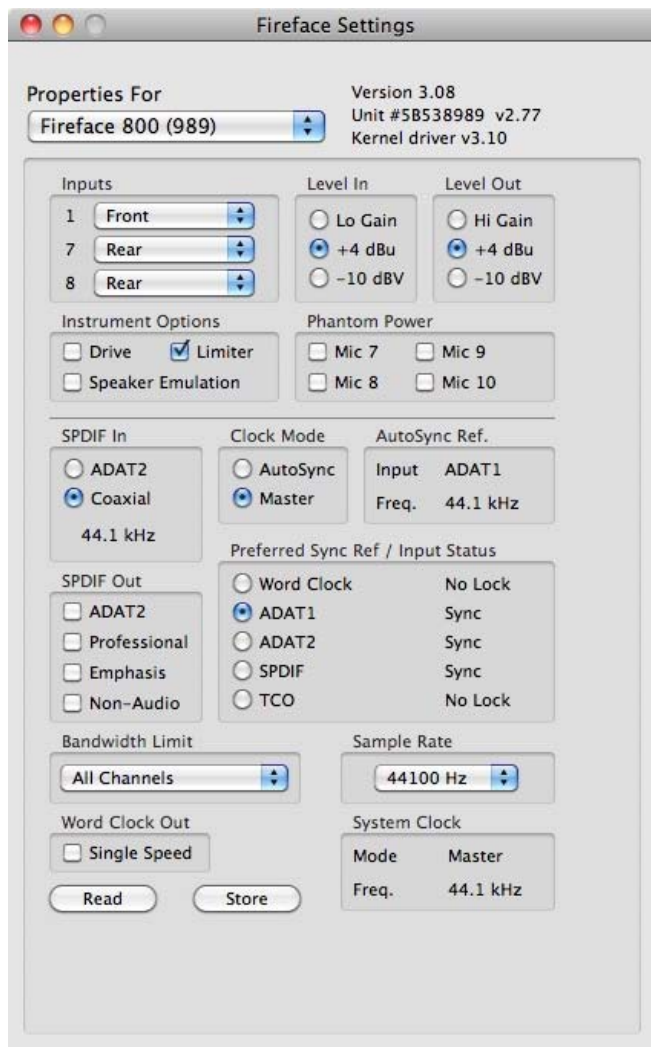 Fireface Settings
Properties For
Fireface 800 (989)
Version 3.08
Unit #5B538989 v2.77
Kernel driver v3.10
Inputs
1 Front
7 Rear
8 Rear
Level In
Lo Gain
+4 dBu
-10 dBV
Level Out
Hi Gain
+4 dBu
-10 dBV
Instrument Options
Drive Limiter
Speaker Emulation
Phantom Power
Mic 7 Mic 9
Mic 8 Mic 10
SPDIF In
ADAT2
Coaxial
44.1 kHz
Clock Mode
AutoSync
Master
AutoSync Ref.
Input ADAT1
Freq. 44.1 kHz
Preferred Sync Ref / Input Status
Word Clock No Lock
ADAT1 Sync
ADAT2 Sync
SPDIF Sync
TCO No Lock
SPDIF Out
ADAT2
Professional
Emphasis
Non-Audio
Bandwidth Limit
All Channels
Sample Rate
44100 Hz
Word Clock Out
Single Speed
System Clock
Mode Master
Freq. 44.1 kHz
Read Store